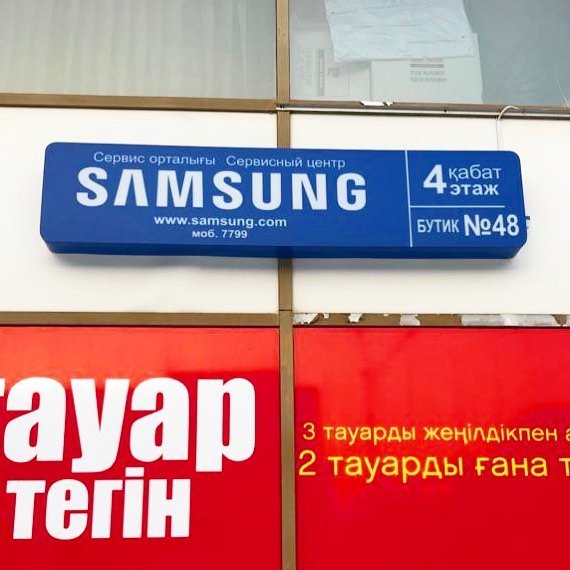 Сервис орталығы Сервисный центр
SAMSUNG
www.samsung.com
моб. 7799
4 қабат
этаж
БУТИК №48
тауар
тегін
3 тауарды жеңілдікпен
2 тауарды ғана